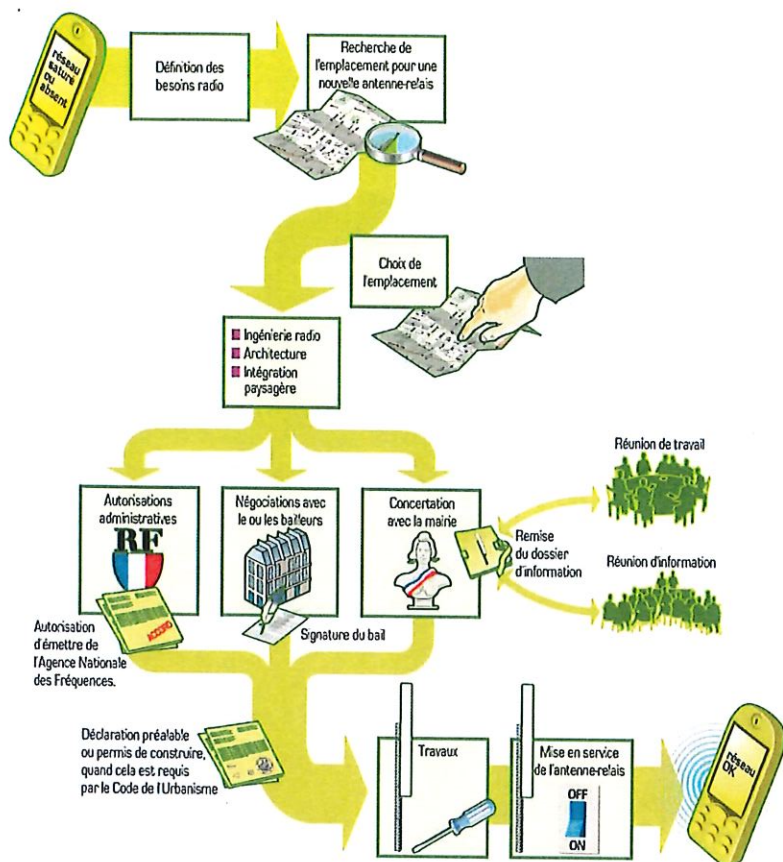 réseau
saturé
ou
absent
Définition des
besoins radio
Recherche de
l'emplacement pour une
nouvelle antenne-relais
Choix de
l'emplacement
Ingénierie radio
Architecture
Intégration
paysagère
Autorisations
administratives
RF
ACCORD
Autorisation
d'émettre de
l'Agence Nationale
des Fréquences.
Négociations avec
le ou les bailleurs
Signature du bail
Concertation
avec la mairie
Remise
du dossier
d'information
Réunion de travail
Réunion d'information
Déclaration préalable
ou permis de construire,
quand cela est requis
par le Code de l'Urbanisme
Travaux
Mise en service
de l'antenne-relais
OFF
ON
réseau
OK